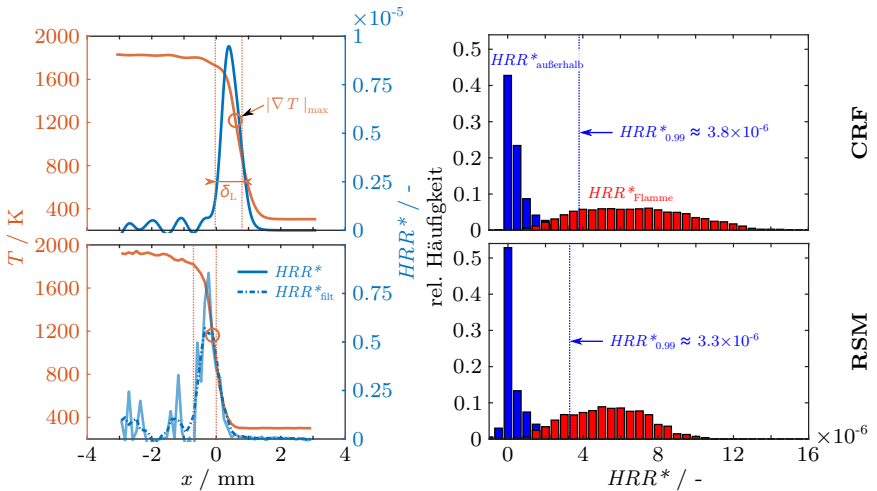 ×10⁻⁵
2000
1600
1200
800
400
1
0.75
0.5
0.25
0
|∇T|max
δL
T / K
HRR* / -
2000
1600
1200
800
400
0.75
0.5
0.25
0
HRR*
HRR*filt
-4
-2
0
2
4
x / mm
0.5
0.4
0.3
0.2
0.1
0
HRR*außerhalb
HRR*0.99 ≈ 3.8×10⁻⁶
HRR*Flamme
CRF
rel. Häufigkeit
0.5
0.4
0.3
0.2
0.1
0
HRR*0.99 ≈ 3.3×10⁻⁶
RSM
0
4
8
12
16
×10⁻⁶
HRR* / -